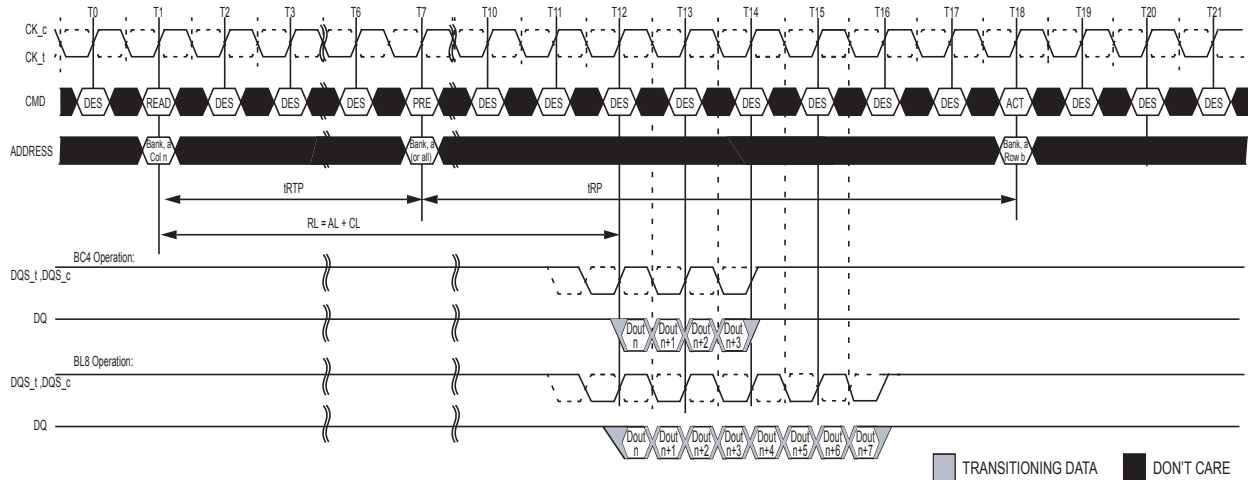 T0 T1 T2 T3 T6 T7 T10 T11 T12 T13 T14 T15 T16 T17 T18 T19 T20 T21
CK_c
CK_t
CMD DES READ DES DES DES PRE DES DES DES DES DES DES DES DES ACT DES DES DES
ADDRESS Bank, a Col n Bank, a (or all) Bank, a Row b
tRTP tRP
RL = AL + CL
BC4 Operation:
DQS_t ,DQS_c
DQ Dout n Dout n+1 Dout n+2 Dout n+3
BL8 Operation:
DQS_t ,DQS_c
DQ Dout n Dout n+1 Dout n+2 Dout n+3 Dout n+4 Dout n+5 Dout n+6 Dout n+7
TRANSITIONING DATA DON'T CARE